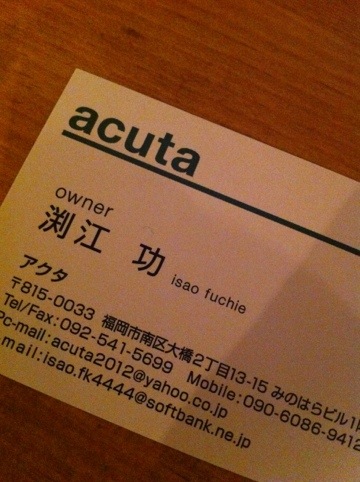 acuta
owner
渕江 功 isao fuchie
アクタ
〒815-0033 福岡市南区大橋2丁目13-15 みのはらビル1
Tel/Fax:092-541-5699 Mobile:090-6086-9412
Pc-mail:acuta2012@yahoo.co.jp
mail:isao.fk4444@softbank.ne.jp